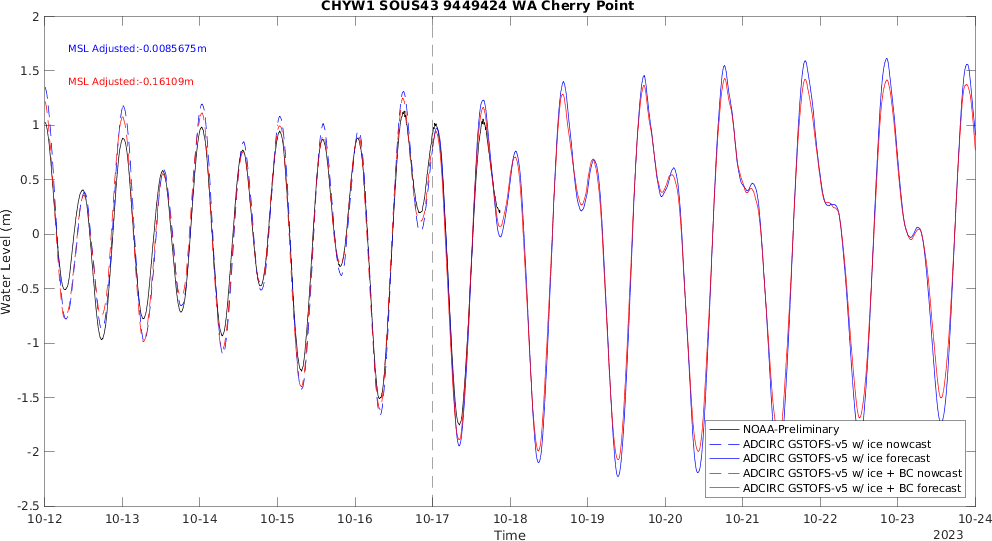 CHYW1 SOUS43 9449424 WA Cherry Point
MSL Adjusted:-0.0085675m
MSL Adjusted:-0.16109m
Water Level (m)
2
1.5
1
0.5
0
-0.5
-1
-1.5
-2
-2.5
NOAA-Preliminary
ADCIRC GSTOFS-v5 w/ ice nowcast
ADCIRC GSTOFS-v5 w/ ice forecast
ADCIRC GSTOFS-v5 w/ ice + BC nowcast
ADCIRC GSTOFS-v5 w/ ice + BC forecast
10-12 10-13 10-14 10-15 10-16 10-17 10-18 10-19 10-20 10-21 10-22 10-23 10-24
Time
2023